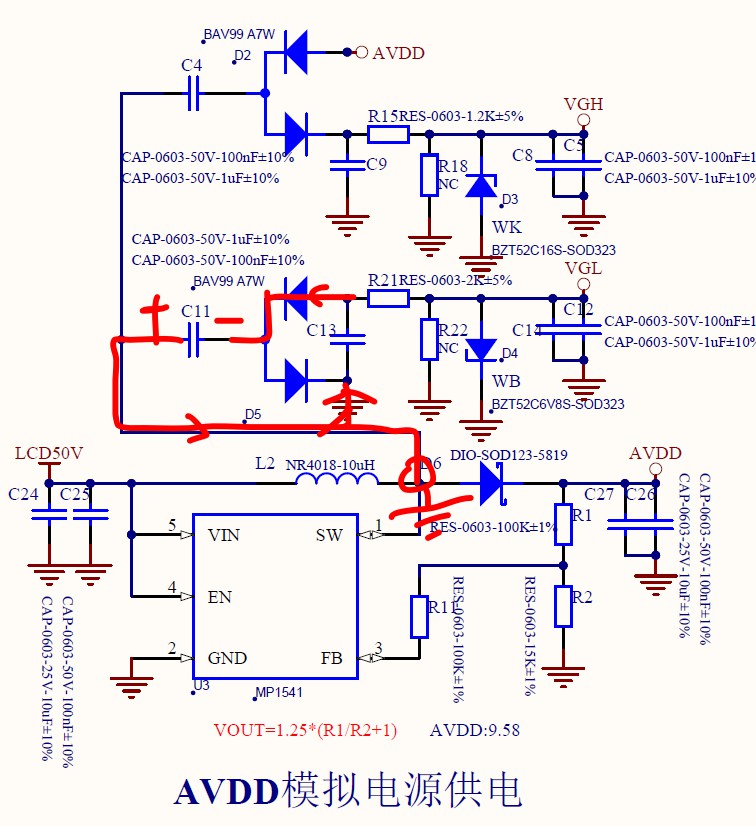 BAV99 A7W
D2
AVDD
C4
R15 RES-0603-1.2K±5%
VGH
CAP-0603-50V-100nF±10%
CAP-0603-50V-1uF±10%
C9
R18
NC
C8
C5
CAP-0603-50V-100nF±1
CAP-0603-50V-1uF±10%
D3
WK
BZT52C16S-SOD323
CAP-0603-50V-1uF±10%
CAP-0603-50V-100nF±10%
BAV99 A7W
R21 RES-0603-2K±5%
VGL
+ C11 -
C13
R22
NC
C14
C12
CAP-0603-50V-100nF±1
CAP-0603-50V-1uF±10%
D4
WB
BZT52C6V8S-SOD323
D5
LCD50V
L2
NR4018-10uH
D6
DIO-SOD123-5819
AVDD
C24
C25
C27
C26
5
VIN
SW
1
RES-0603-100K±1%
R1
4
EN
R11
R2
2
GND
FB
3
U3
MP1541
CAP-0603-25V-10uF±10%
CAP-0603-50V-100nF±10%
RES-0603-100K±1%
RES-0603-15K±1%
CAP-0603-25V-10uF±10%
CAP-0603-50V-100nF±10%
VOUT=1.25*(R1/R2+1)
AVDD:9.58
AVDD模拟电源供电